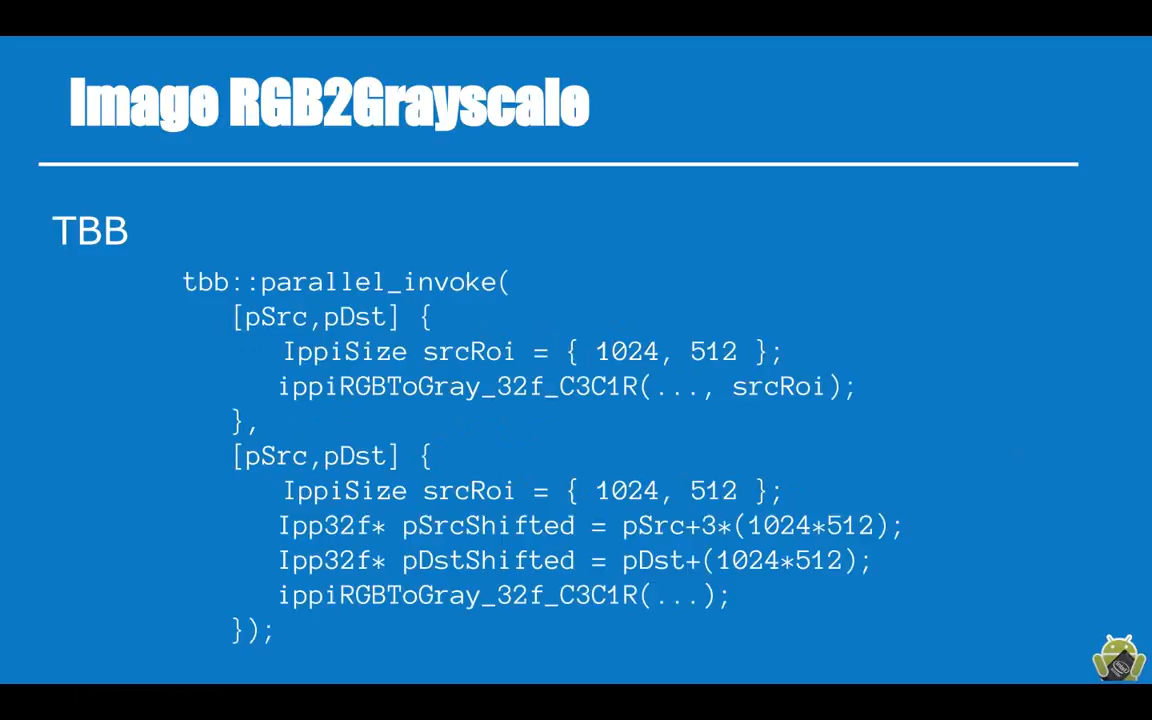 Image RGB2Grayscale
TBB
tbb::parallel_invoke(
[pSrc,pDst] {
IppiSize srcRoi = { 1024, 512 };
ippiRGBToGray_32f_C3C1R(..., srcRoi);
},
[pSrc,pDst] {
IppiSize srcRoi = { 1024, 512 };
Ipp32f* pSrcShifted = pSrc+3*(1024*512);
Ipp32f* pDstShifted = pDst+(1024*512);
ippiRGBToGray_32f_C3C1R(...);
});